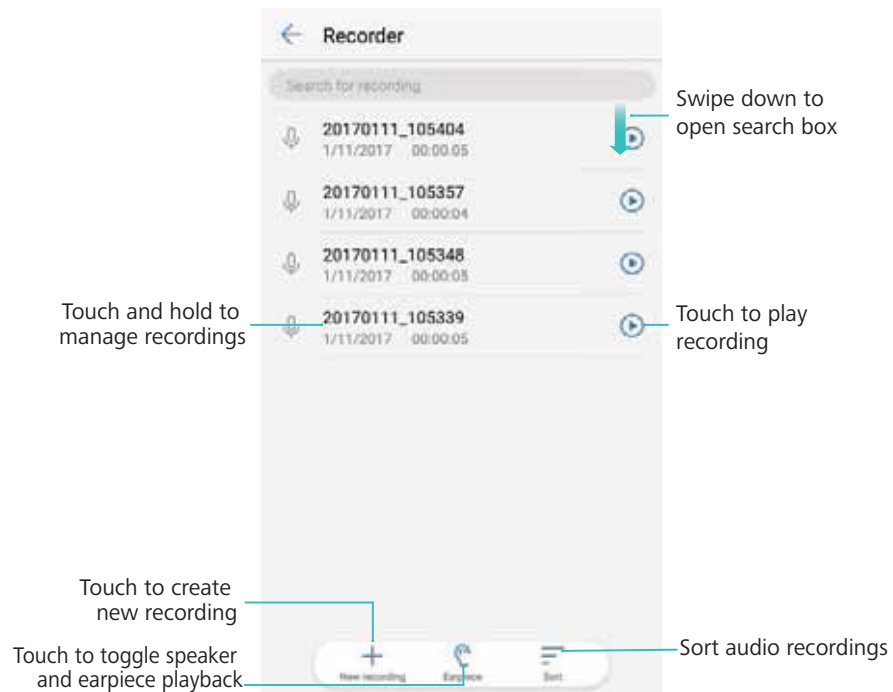 Recorder
Search for recording
Swipe down to
open search box
20170111_105404
1/11/2017 00:00:05
20170111_105357
1/11/2017 00:00:04
20170111_105348
1/11/2017 00:00:05
Touch and hold to
manage recordings
20170111_105339
1/11/2017 00:00:05
Touch to play
recording
Touch to create
new recording
Touch to toggle speaker
and earpiece playback
New recording
Earpiece
Sort
Sort audio recordings